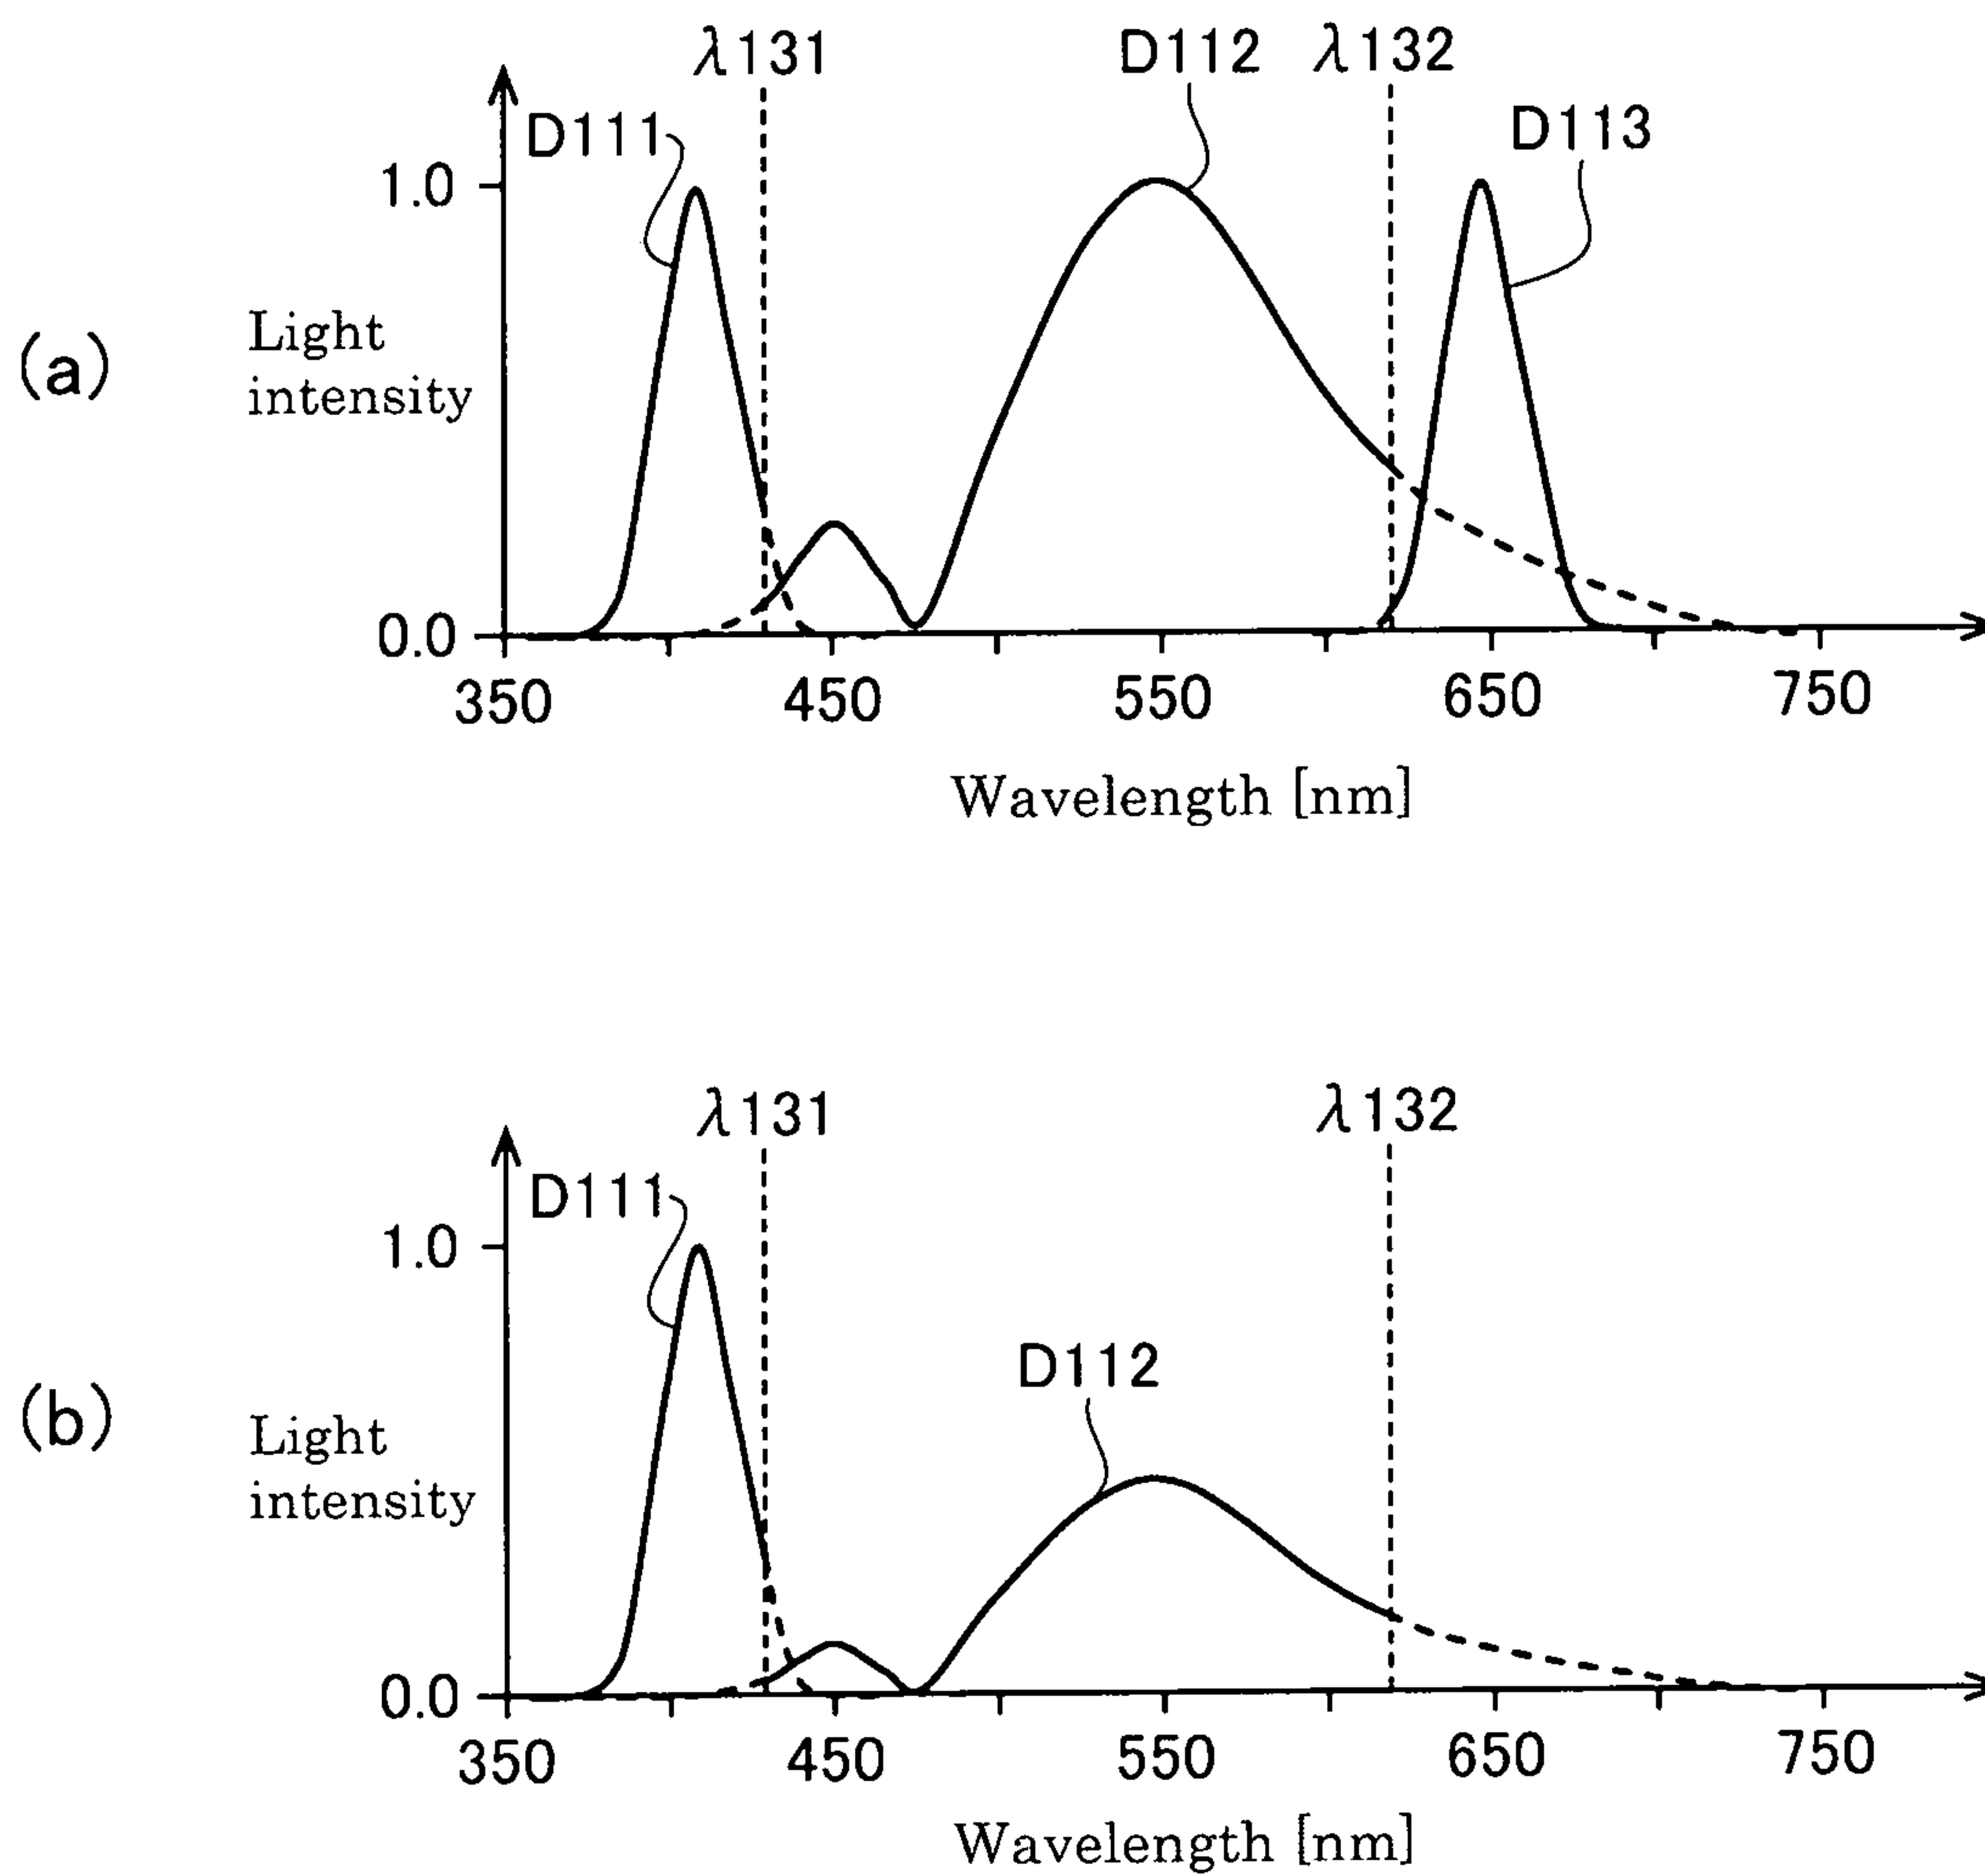 (a)
λ131
D112
λ132
D111
D113
1.0
Light
intensity
0.0
350
450
550
650
750
Wavelength [nm]
(b)
λ131
λ132
D111
1.0
D112
Light
intensity
0.0
350
450
550
650
750
Wavelength [nm]